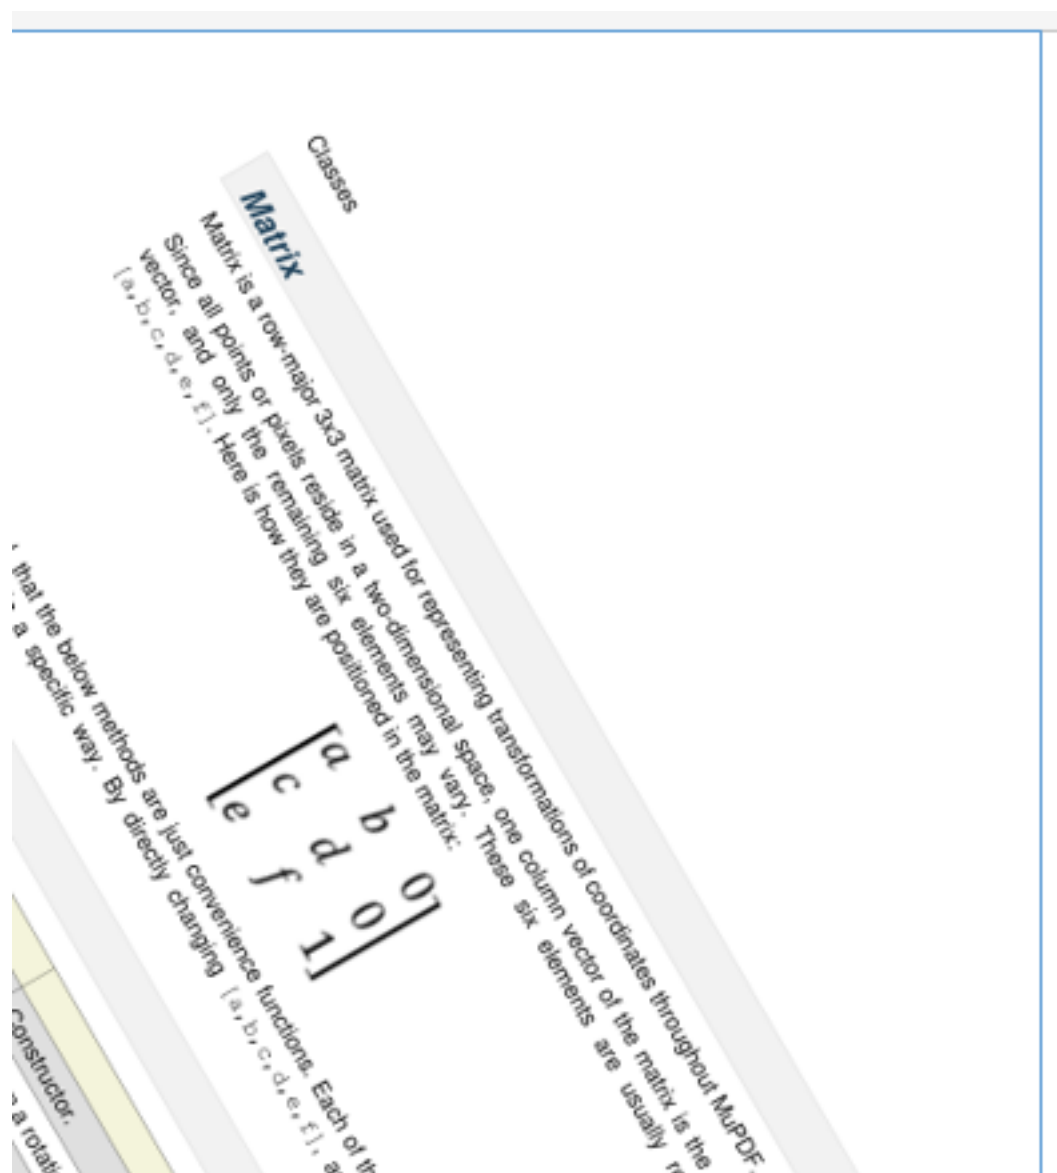 Classes
Matrix
Matrix is a row-major 3x3 matrix used for representing transformations of coordinates throughout MuPDF
Since all points or pixels reside in a two-dimensional space, one column vector of the matrix is the
vector, and only the remaining six elements may vary. These six elements are usually
[a,b,c,d,e,f]. Here is how they are positioned in the matrix:
a b 0
c d 0
e f 1
that the below methods are just convenience functions. Each of
a specific way. By directly changing [a,b,c,d,e,f],
constructor.
a